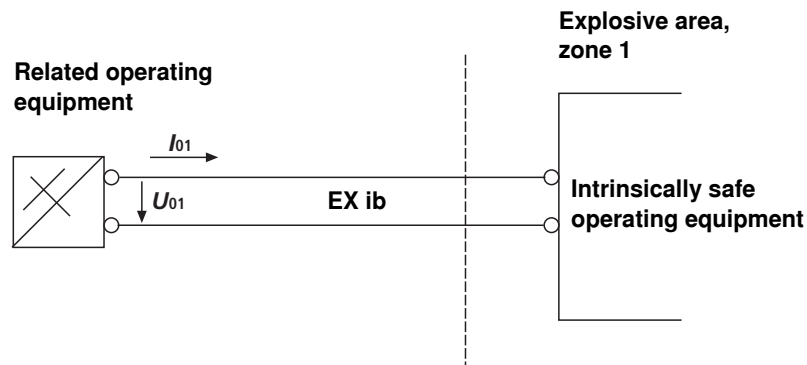 Explosive area,
zone 1
Related operating
equipment
I01
U01
EX ib
Intrinsically safe
operating equipment